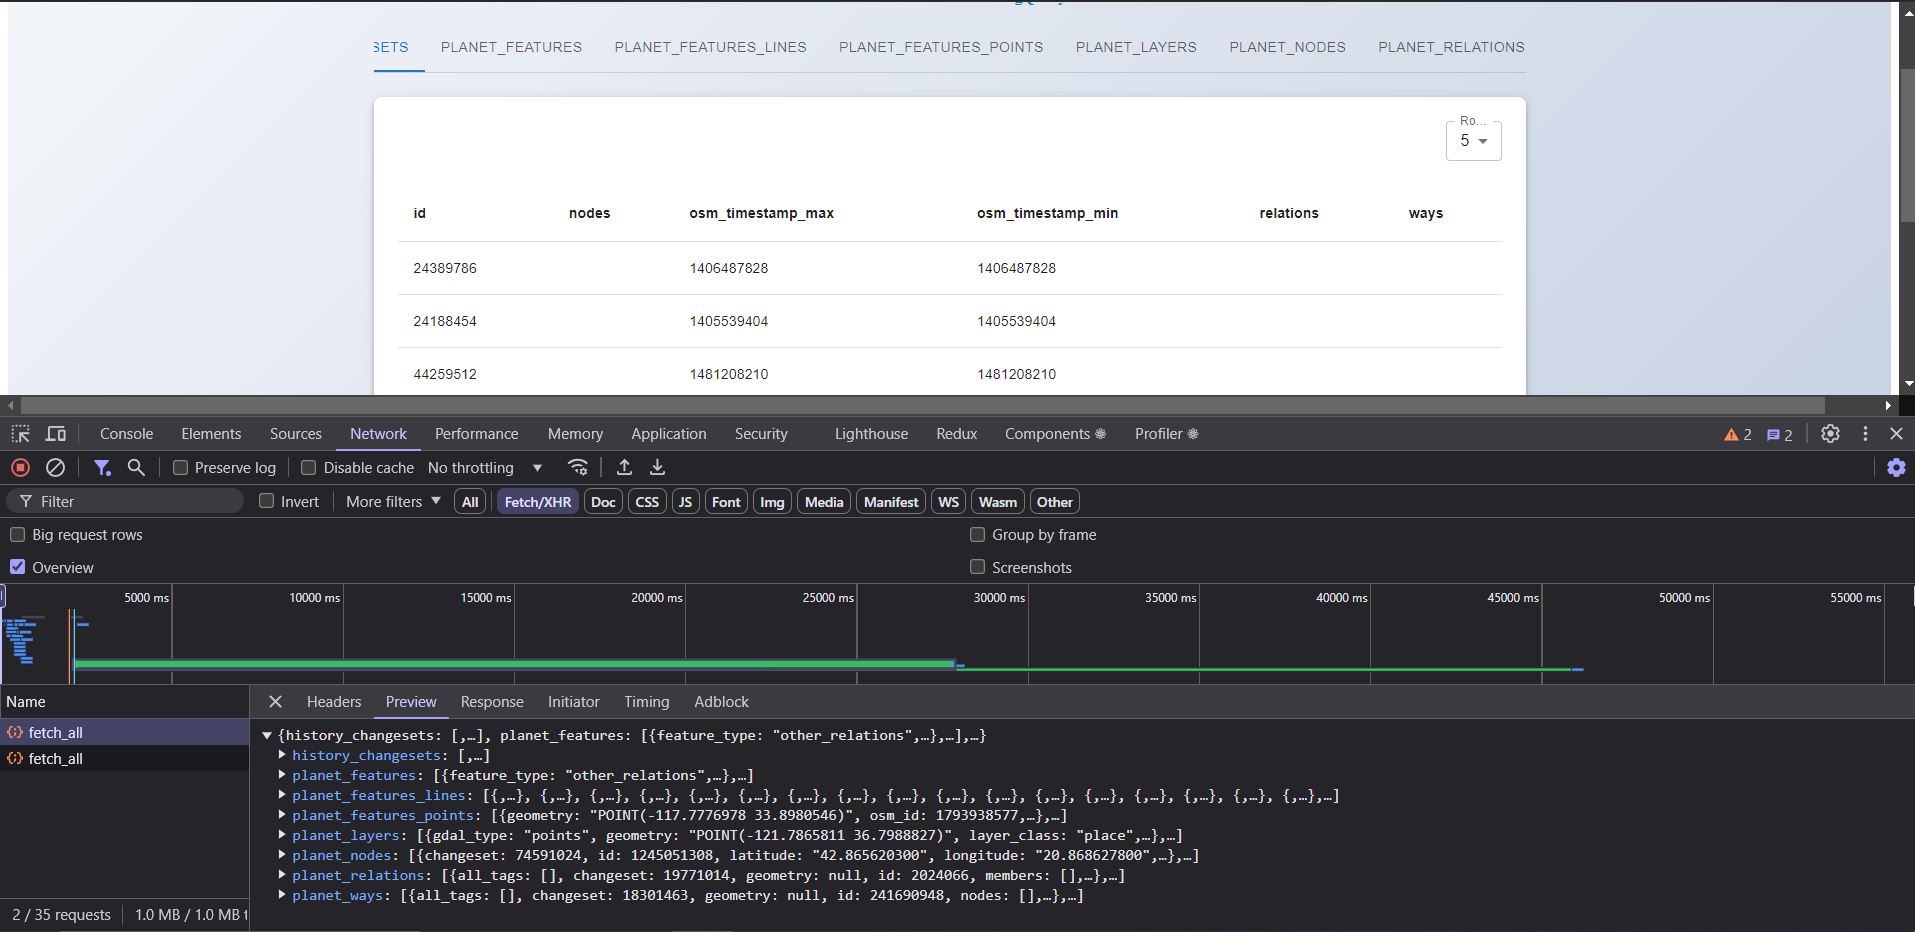 SETS PLANET_FEATURES PLANET_FEATURES_LINES PLANET_FEATURES_POINTS PLANET_LAYERS PLANET_NODES PLANET_RELATIONS
Ro...
5
id nodes osm_timestamp_max osm_timestamp_min relations ways
24389786 1406487828 1406487828
24188454 1405539404 1405539404
44259512 1481208210 1481208210
Console Elements Sources Network Performance Memory Application Security Lighthouse Redux Components Profiler 2 2
Preserve log Disable cache No throttling
Filter Invert More filters All Fetch/XHR Doc CSS JS Font Img Media Manifest WS Wasm Other
Big request rows Group by frame
Overview Screenshots
5000 ms 10000 ms 15000 ms 20000 ms 25000 ms 30000 ms 35000 ms 40000 ms 45000 ms 50000 ms 55000 ms
Name Headers Preview Response Initiator Timing Adblock
fetch_all
fetch_all
{history_changesets: [,…], planet_features: [{feature_type: "other_relations",…},…],…}
history_changesets: [,…]
planet_features: [{feature_type: "other_relations",…},…]
planet_features_lines: [{,…}, {,…}, {,…}, {,…}, {,…}, {,…}, {,…}, {,…}, {,…}, {,…}, {,…}, {,…}, {,…}, {,…}, {,…}, {,…}, {,…},…]
planet_features_points: [{geometry: "POINT(-117.7776978 33.8980546)", osm_id: 1793938577,…},…]
planet_layers: [{gdal_type: "points", geometry: "POINT(-121.7865811 36.7988827)", layer_class: "place",…},…]
planet_nodes: [{changeset: 74591024, id: 1245051308, latitude: "42.865620300", longitude: "20.868627800",…},…]
planet_relations: [{all_tags: [], changeset: 19771014, geometry: null, id: 2024066, members: [],…},…]
planet_ways: [{all_tags: [], changeset: 18301463, geometry: null, id: 241690948, nodes: [],…},…]
2 / 35 requests 1.0 MB / 1.0 MB t